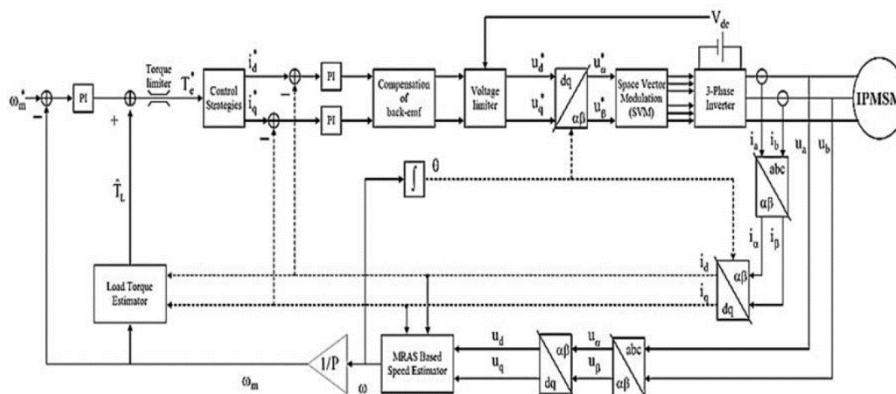 V_dc
ω_m*
PI
Torque
limiter
T_e*
Control
Strategies
i_d*
i_q*
PI
PI
Compensation
of
back-emf
Voltage
limiter
u_d*
u_q*
dq
αβ
u_α*
u_β*
Space Vector
Modulation
(SVM)
3-Phase
Inverter
IPMSM
i_a
i_b
u_a
u_b
abc
αβ
i_α
i_β
∫
θ
T̂_L
Load Torque
Estimator
i_d
i_q
αβ
dq
ω_m
1/P
ω
MRAS Based
Speed Estimator
u_d
u_q
αβ
dq
u_α
u_β
abc
αβ